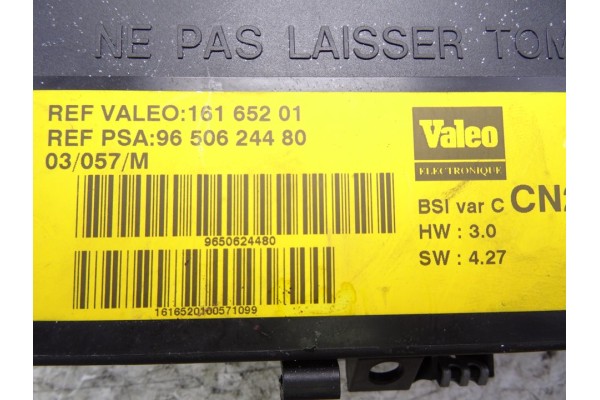 NE PAS LAISSER TOM
REF VALEO:161 652 01
REF PSA:96 506 244 80
03/057/M
Valeo
ELECTRONIQUE
BSI var C CN2
HW : 3.0
SW : 4.27
9650624480
1616520100571099